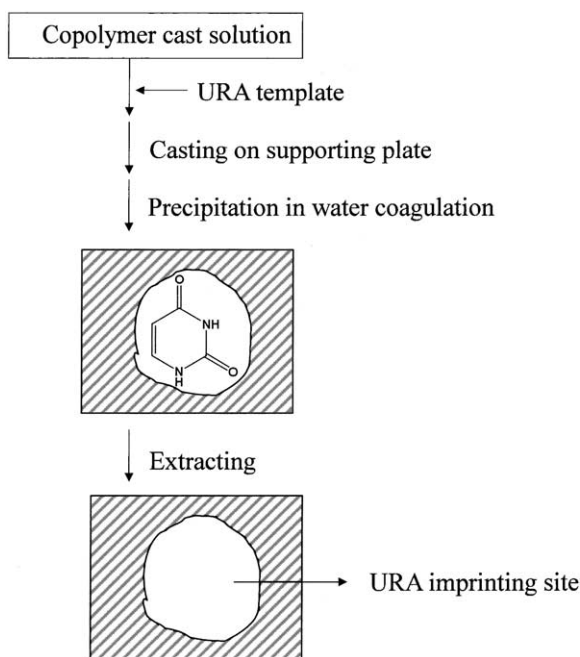 Copolymer cast solution
URA template
Casting on supporting plate
Precipitation in water coagulation
O
NH
N
H
O
Extracting
URA imprinting site